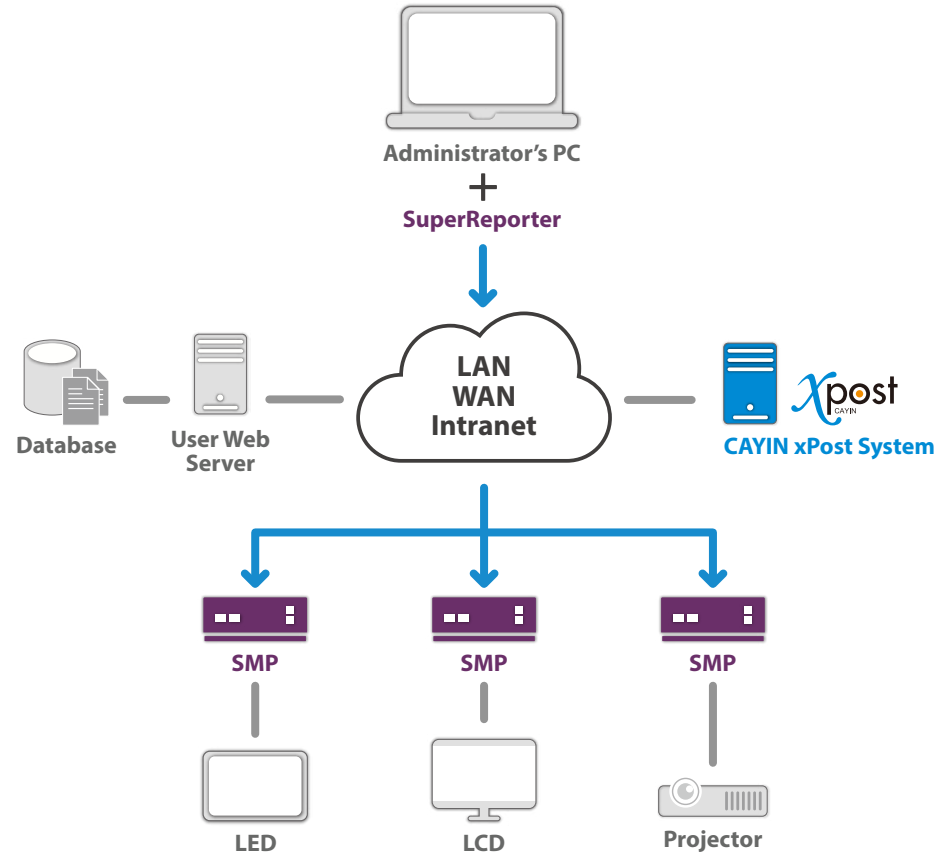 Administrator's PC
+
SuperReporter
LAN
WAN
Intranet
Database
User Web
Server
xpost
CAYIN
CAYIN xPost System
SMP
SMP
SMP
LED
LCD
Projector